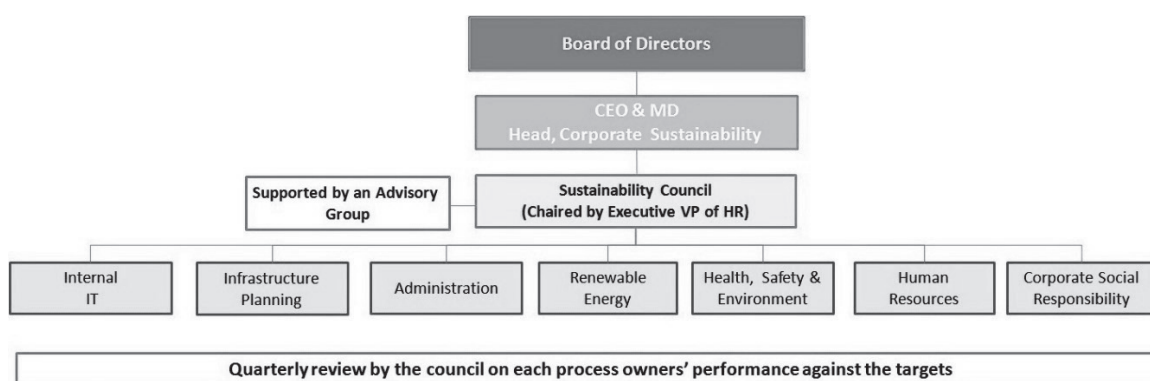 Board of Directors
CEO & MD
Head, Corporate Sustainability
Supported by an Advisory
Group
Sustainability Council
(Chaired by Executive VP of HR)
Internal
IT
Infrastructure
Planning
Administration
Renewable
Energy
Health, Safety &
Environment
Human
Resources
Corporate Social
Responsibility
Quarterly review by the council on each process owners' performance against the targets